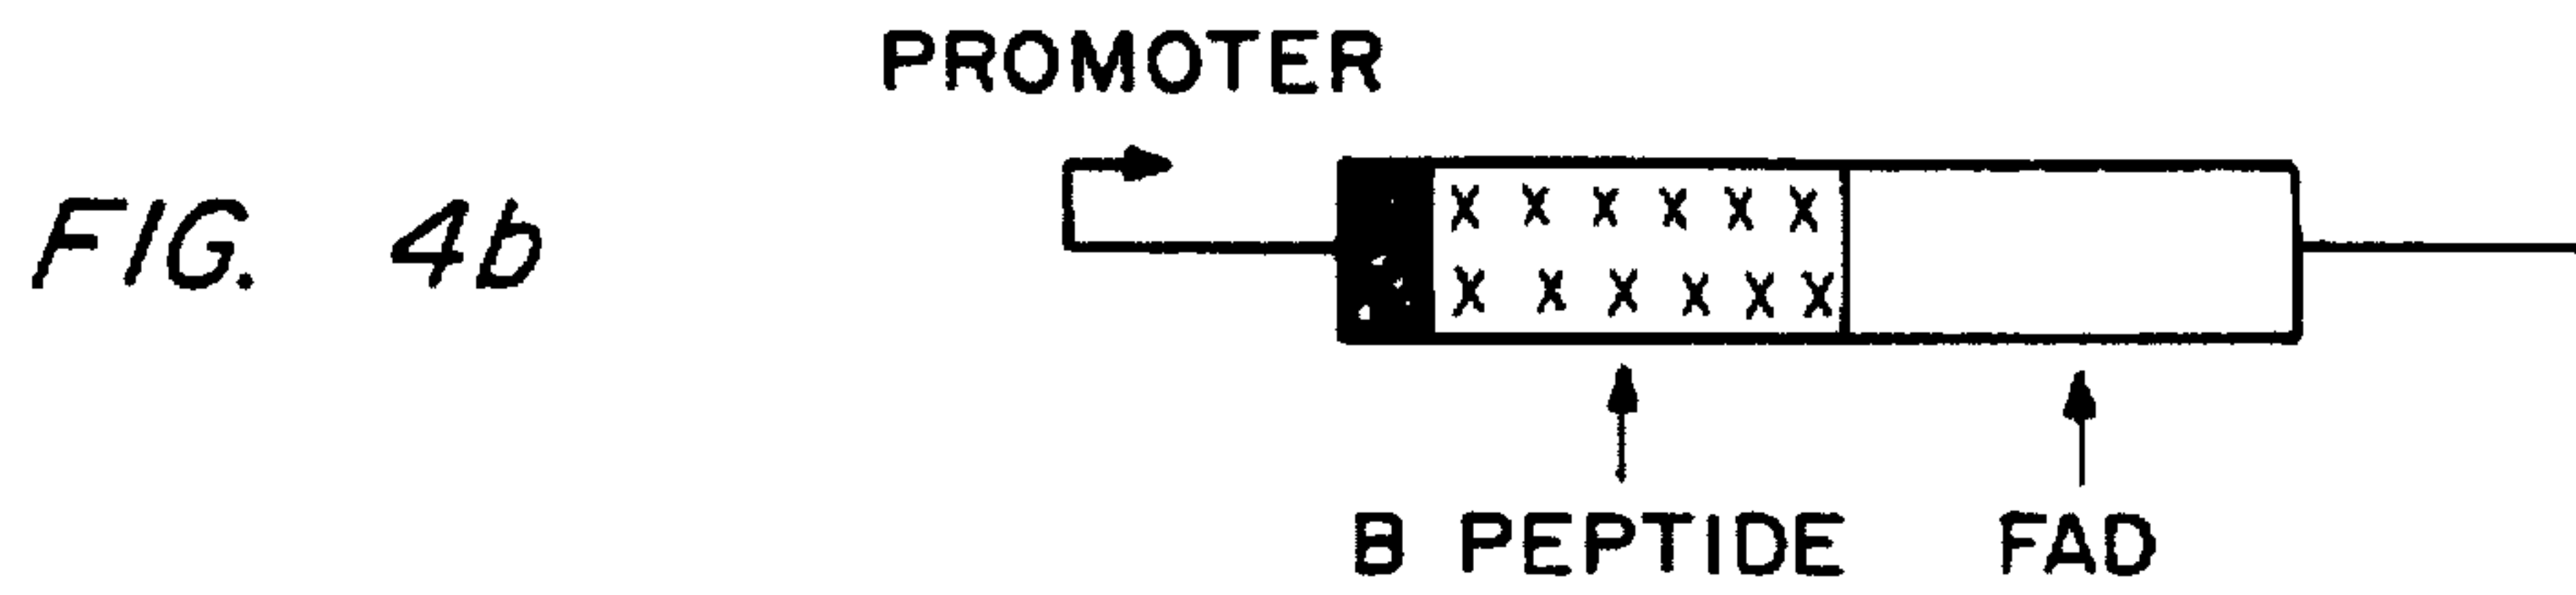 PROMOTER
FIG. 4b
X X X X X X
X X X X X X
B PEPTIDE FAD